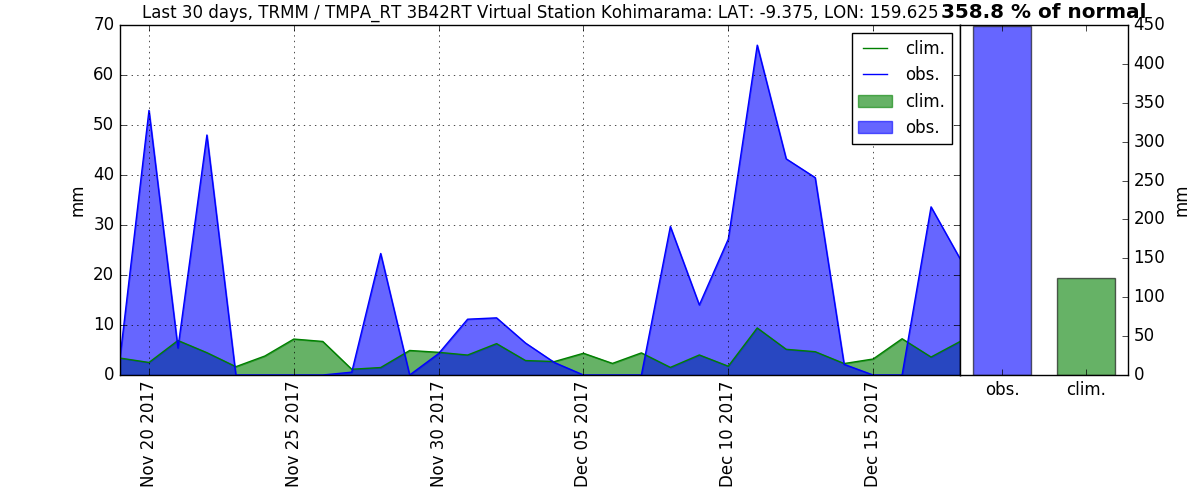 Last 30 days, TRMM / TMPA_RT 3B42RT Virtual Station Kohimarama: LAT: -9.375, LON: 159.625
358.8 % of normal
70
60
50
40
30
20
10
0
mm
clim.
obs.
clim.
obs.
Nov 20 2017
Nov 25 2017
Nov 30 2017
Dec 05 2017
Dec 10 2017
Dec 15 2017
450
400
350
300
250
200
150
100
50
0
mm
obs.
clim.